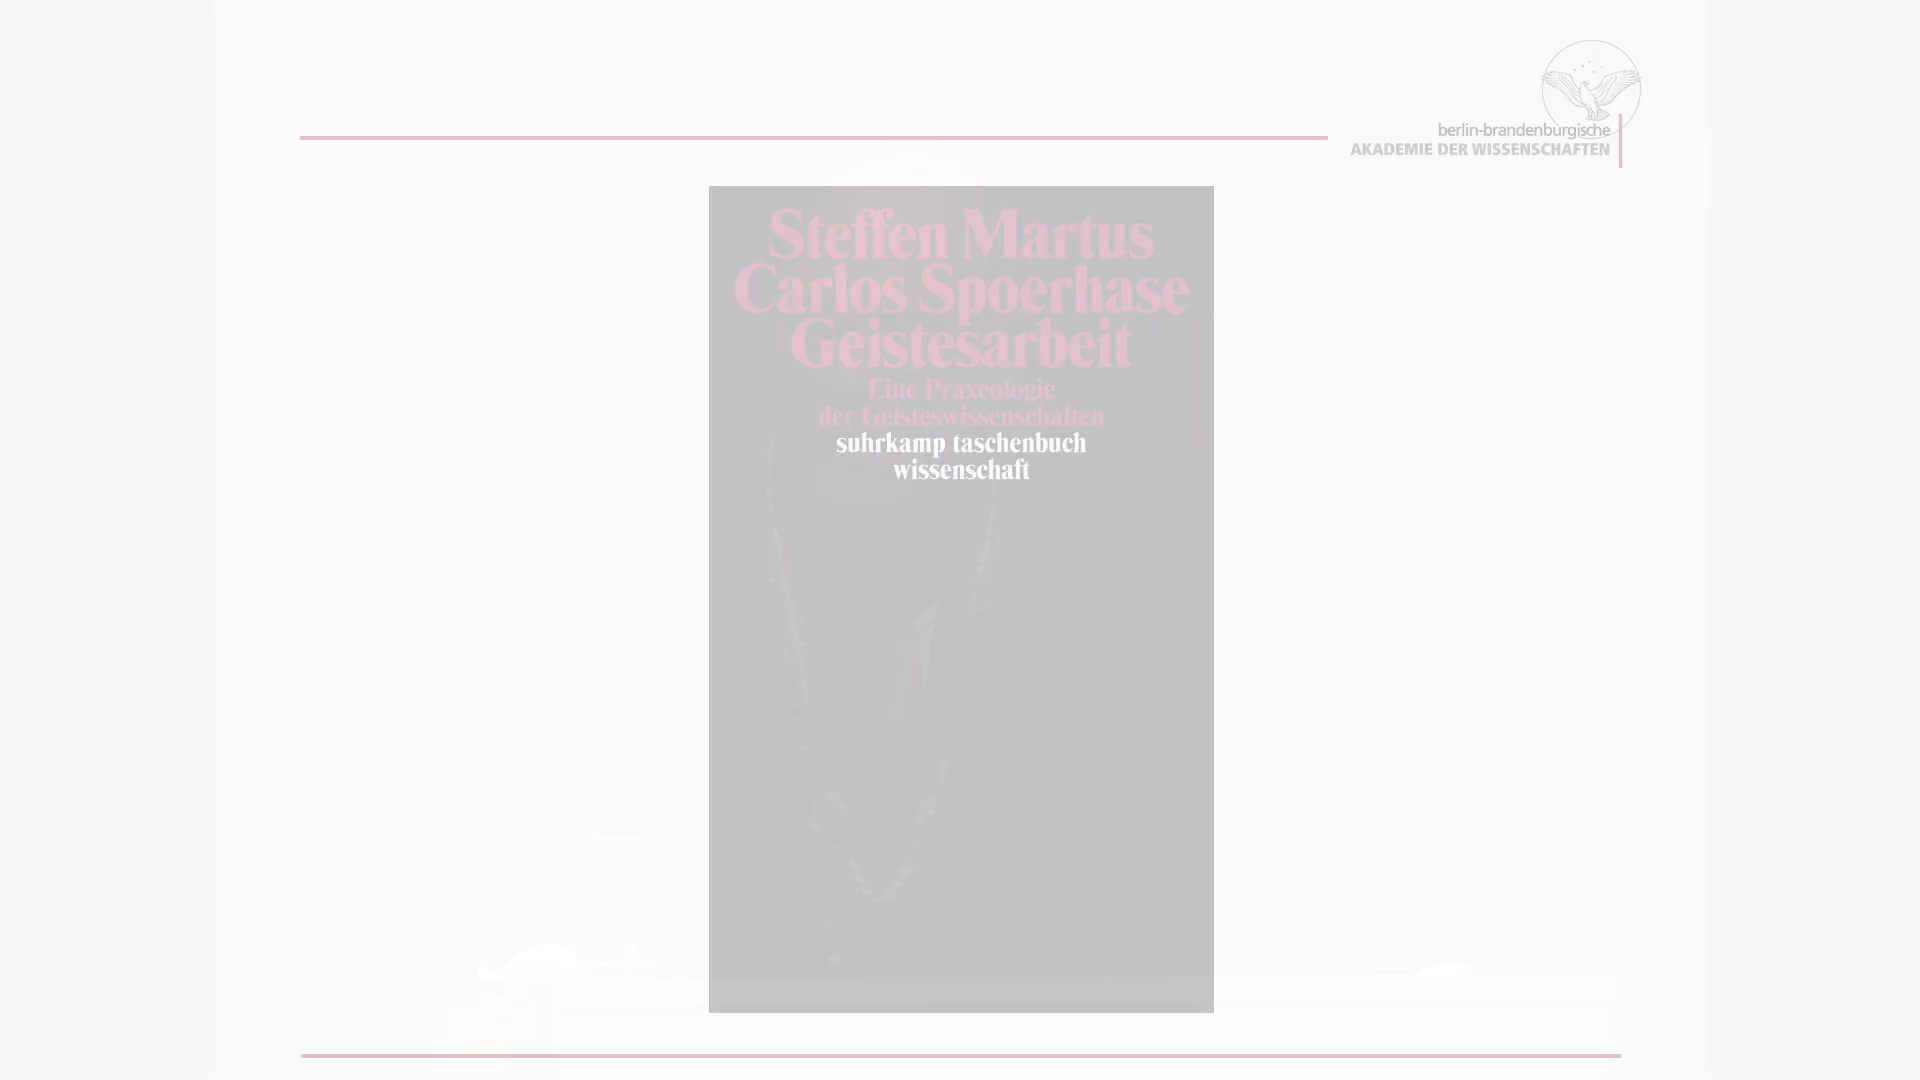 berlin-brandenburgische
AKADEMIE DER WISSENSCHAFTEN
Steffen Martus
Carlos Spoerhase
Geistesarbeit
Eine Praxeologie
der Geisteswissenschaften
suhrkamp taschenbuch
wissenschaft